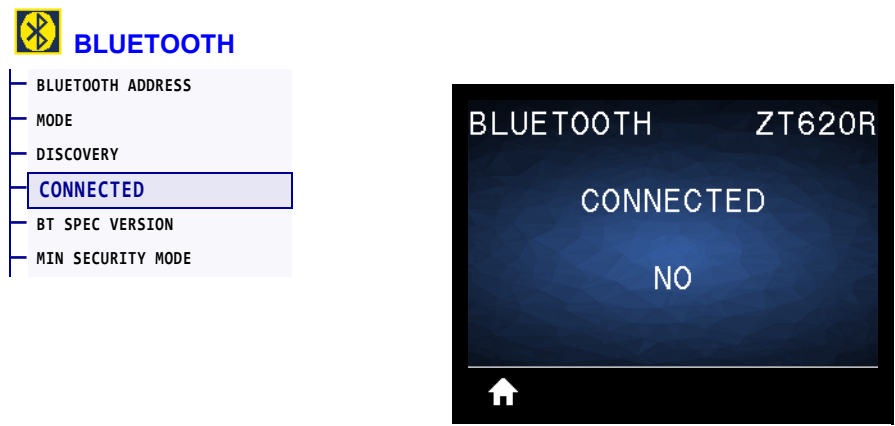 BLUETOOTH
BLUETOOTH ADDRESS
MODE
DISCOVERY
CONNECTED
BT SPEC VERSION
MIN SECURITY MODE
BLUETOOTH ZT620R
CONNECTED
NO